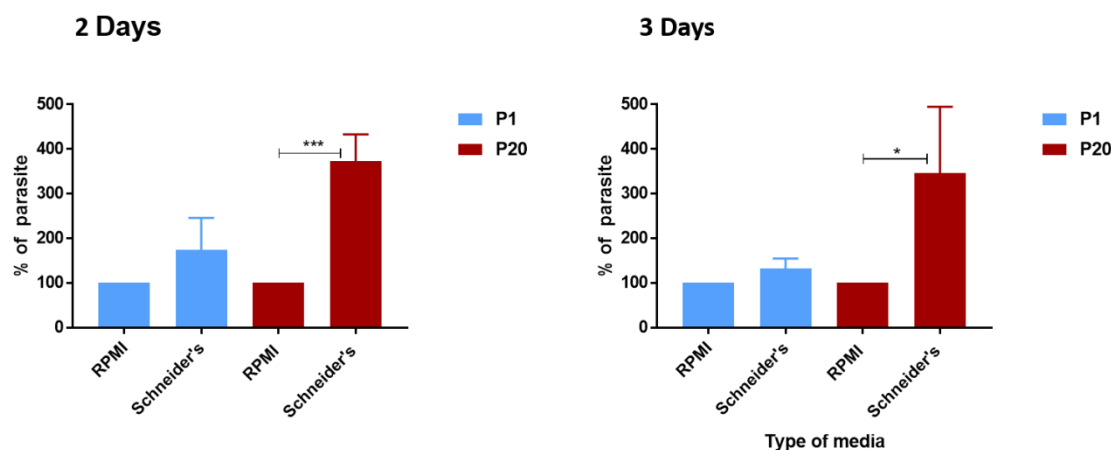 2 Days
% of parasite
500
400
300
200
100
0
***
RPMI
Schneider's
RPMI
Schneider's
P1
P20
3 Days
% of parasite
500
400
300
200
100
0
*
RPMI
Schneider's
RPMI
Schneider's
Type of media
P1
P20